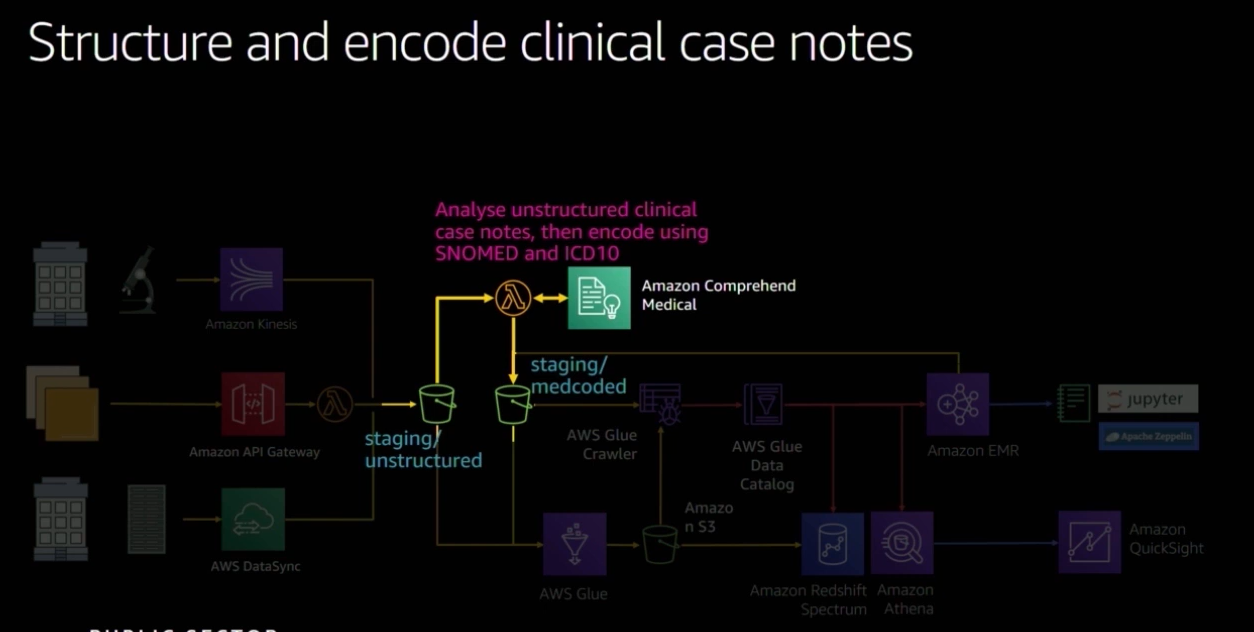 Structure and encode clinical case notes
Analyse unstructured clinical
case notes, then encode using
SNOMED and ICD10
Amazon Comprehend
Medical
Amazon Kinesis
staging/
medcoded
Amazon API Gateway
staging/
unstructured
AWS Glue
Crawler
AWS Glue
Data
Catalog
Amazon EMR
jupyter
Apache Zeppelin
AWS DataSync
Amazo
n S3
AWS Glue
Amazon Redshift
Spectrum
Amazon
Athena
Amazon
QuickSight
PUBLIC SECTOR